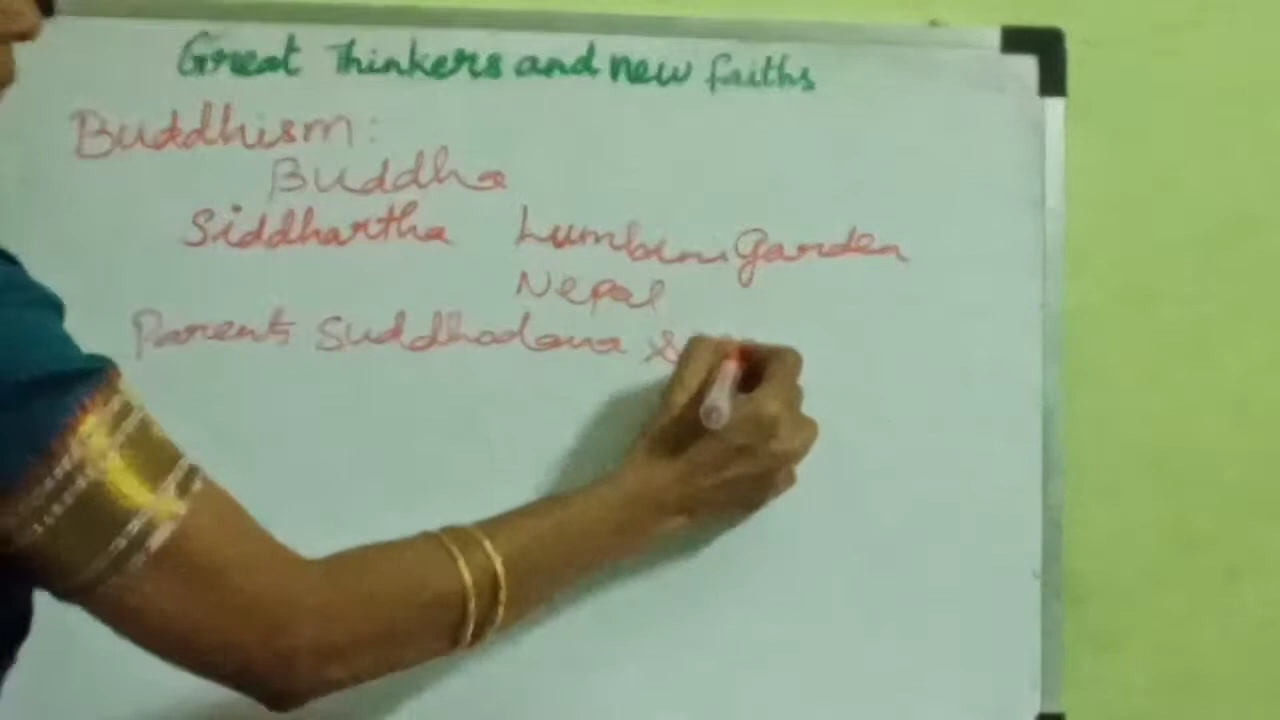 Great Thinkers and new faiths
Buddhism:
Buddha
Siddhartha Lumbini Garden
Nepal
Parents Suddhodana &